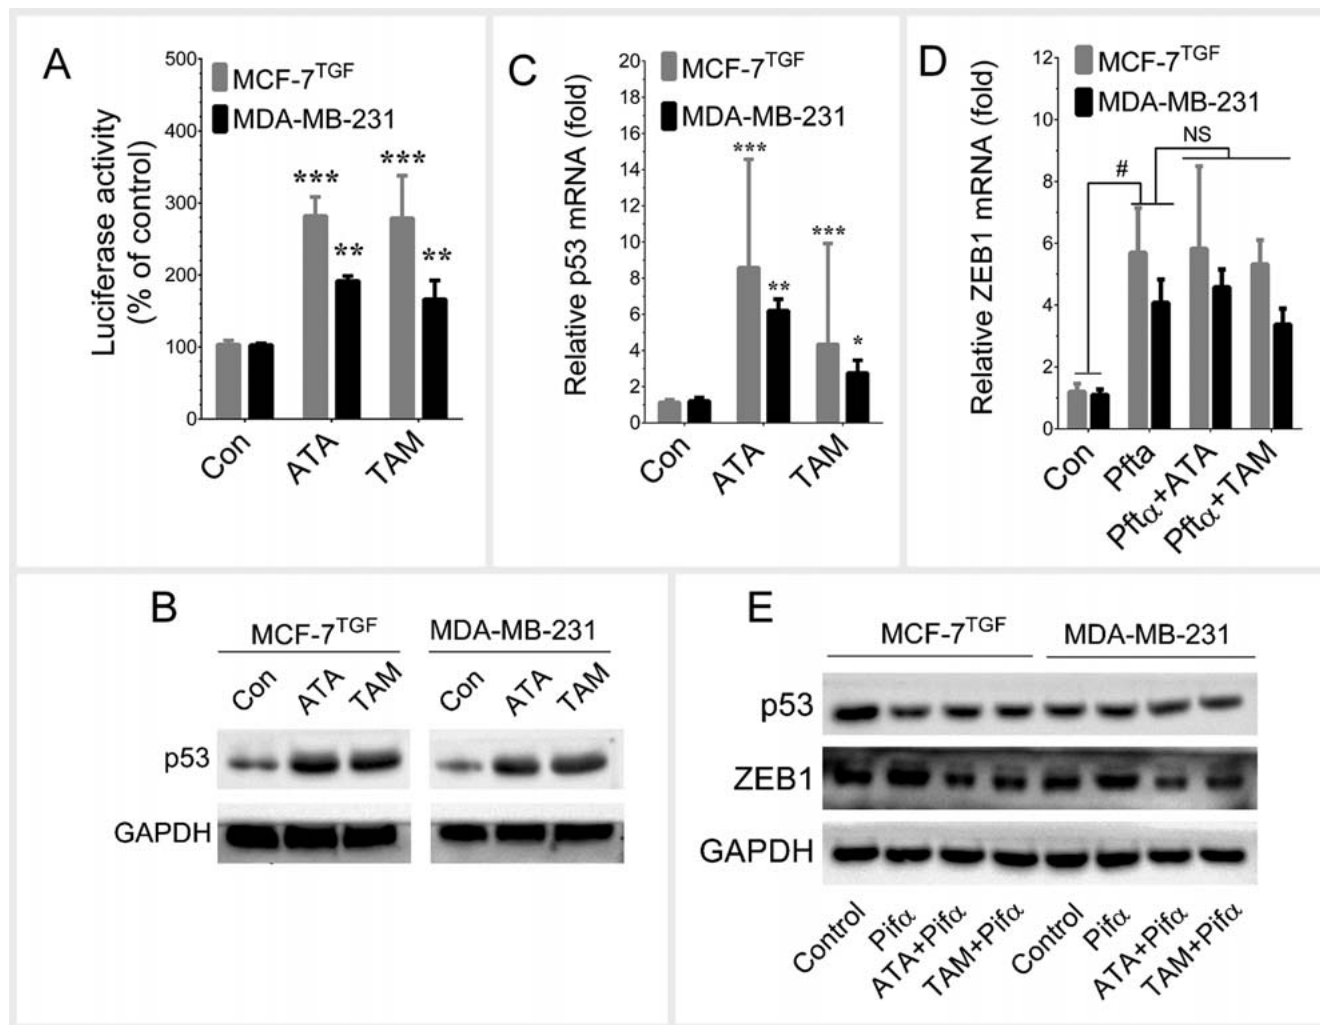 A
Luciferase activity
(% of control)
500
400
300
200
100
0
MCF-7TGF
MDA-MB-231
***
**
***
**
Con
ATA
TAM
C
Relative p53 mRNA (fold)
20
18
16
14
12
10
8
6
4
2
0
MCF-7TGF
MDA-MB-231
***
**
***
*
Con
ATA
TAM
D
Relative ZEB1 mRNA (fold)
12
10
8
6
4
2
0
MCF-7TGF
MDA-MB-231
NS
#
Con
Pfta
Pftα+ATA
Pftα+TAM
B
MCF-7TGF
MDA-MB-231
Con
ATA
TAM
Con
ATA
TAM
p53
GAPDH
E
MCF-7TGF
MDA-MB-231
p53
ZEB1
GAPDH
Control
Pifα
ATA+Pifα
TAM+Pifα
Control
Pifα
ATA+Pifα
TAM+Pifα